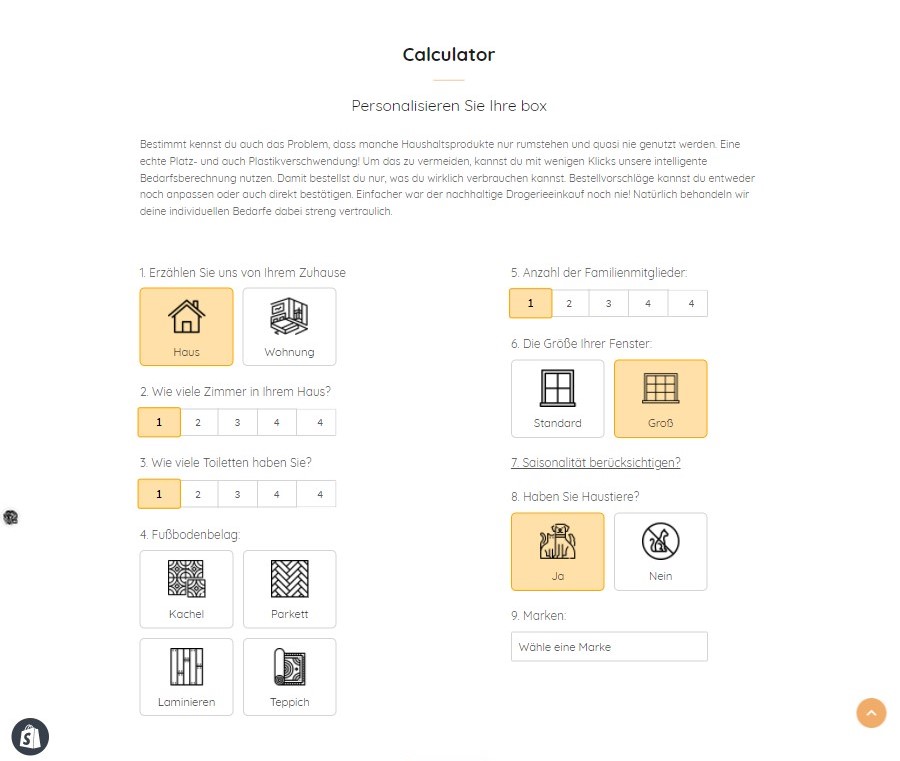 Calculator
Personalisieren Sie Ihre box
Bestimmt kennst du auch das Problem, dass manche Haushaltsprodukte nur rumstehen und quasi nie genutzt werden. Eine
echte Platz- und auch Plastikverschwendung! Um das zu vermeiden, kannst du mit wenigen Klicks unsere intelligente
Bedarfsberechnung nutzen. Damit bestellst du nur, was du wirklich verbrauchen kannst. Bestellvorschläge kannst du entweder
noch anpassen oder auch direkt bestätigen. Einfacher war der nachhaltige Drogerieeinkauf noch nie! Natürlich behandeln wir
deine individuellen Bedarfe dabei streng vertraulich.
1. Erzählen Sie uns von Ihrem Zuhause
Haus Wohnung
2. Wie viele Zimmer in Ihrem Haus?
1 2 3 4 4
3. Wie viele Toiletten haben Sie?
1 2 3 4 4
4. Fußbodenbelag:
Kachel Parkett
Laminieren Teppich
5. Anzahl der Familienmitglieder:
1 2 3 4 4
6. Die Größe Ihrer Fenster:
Standard Groß
7. Saisonalität berücksichtigen?
8. Haben Sie Haustiere?
Ja Nein
9. Marken:
Wähle eine Marke